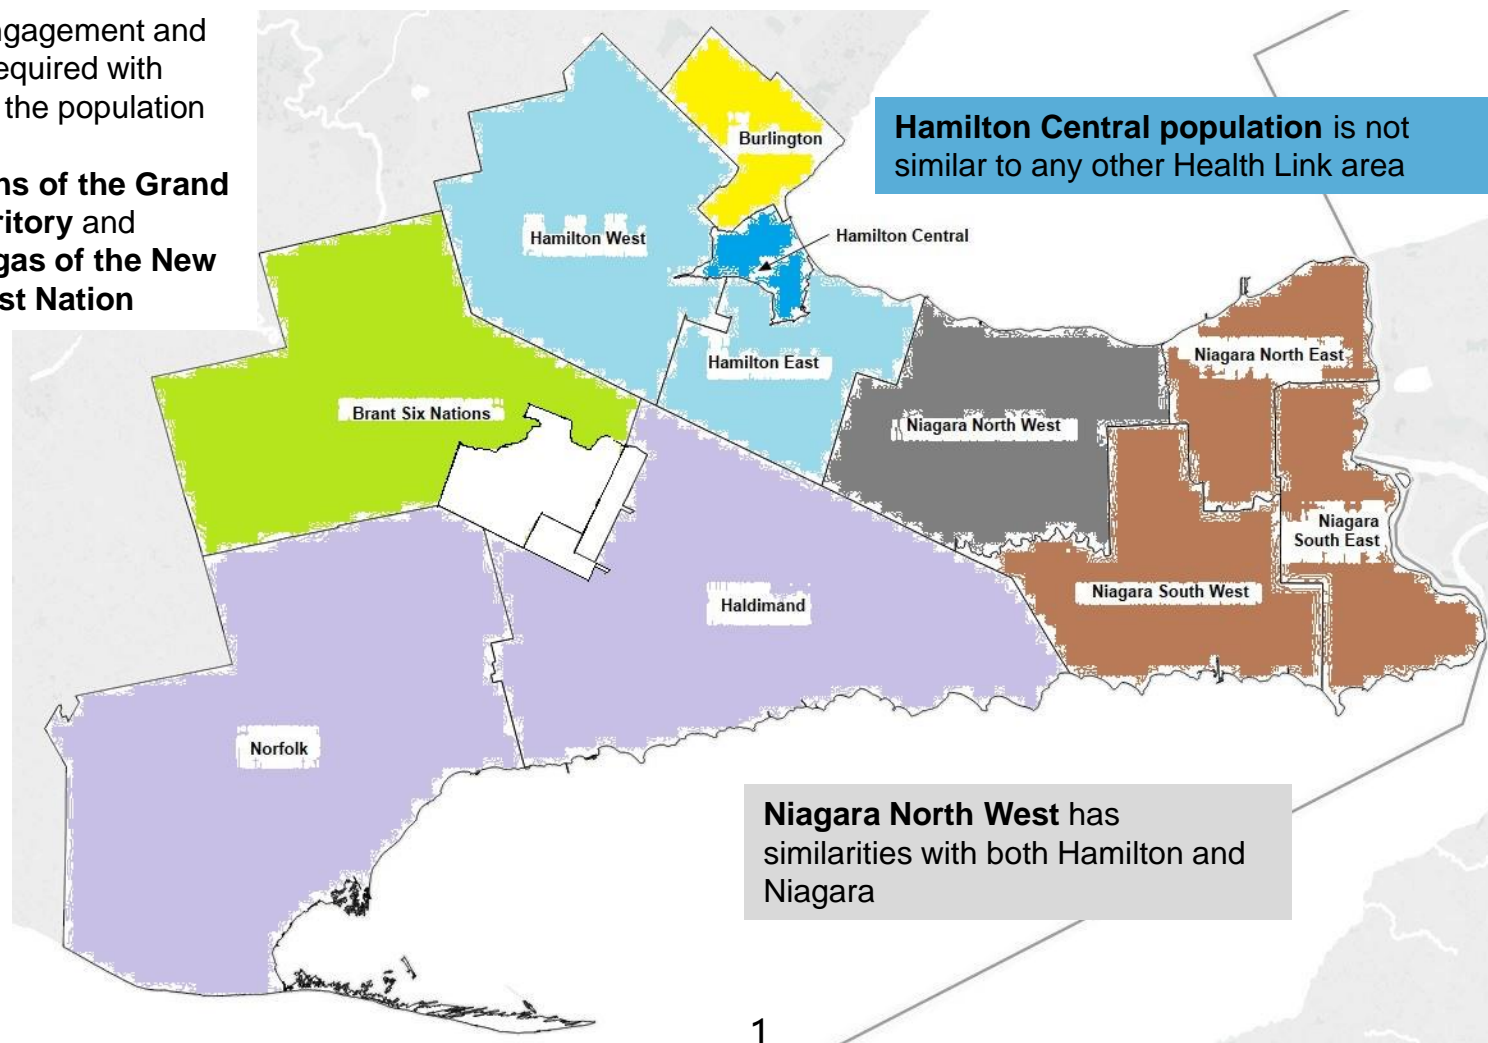 ngagement and
equired with
the population
ns of the Grand
ritory and
gas of the New
st Nation
Burlington
Hamilton Central population is not
similar to any other Health Link area
Hamilton West
Hamilton Central
Hamilton East
Niagara North East
Brant Six Nations
Niagara North West
Niagara
South East
Niagara South West
Haldimand
Norfolk
Niagara North West has
similarities with both Hamilton and
Niagara
1